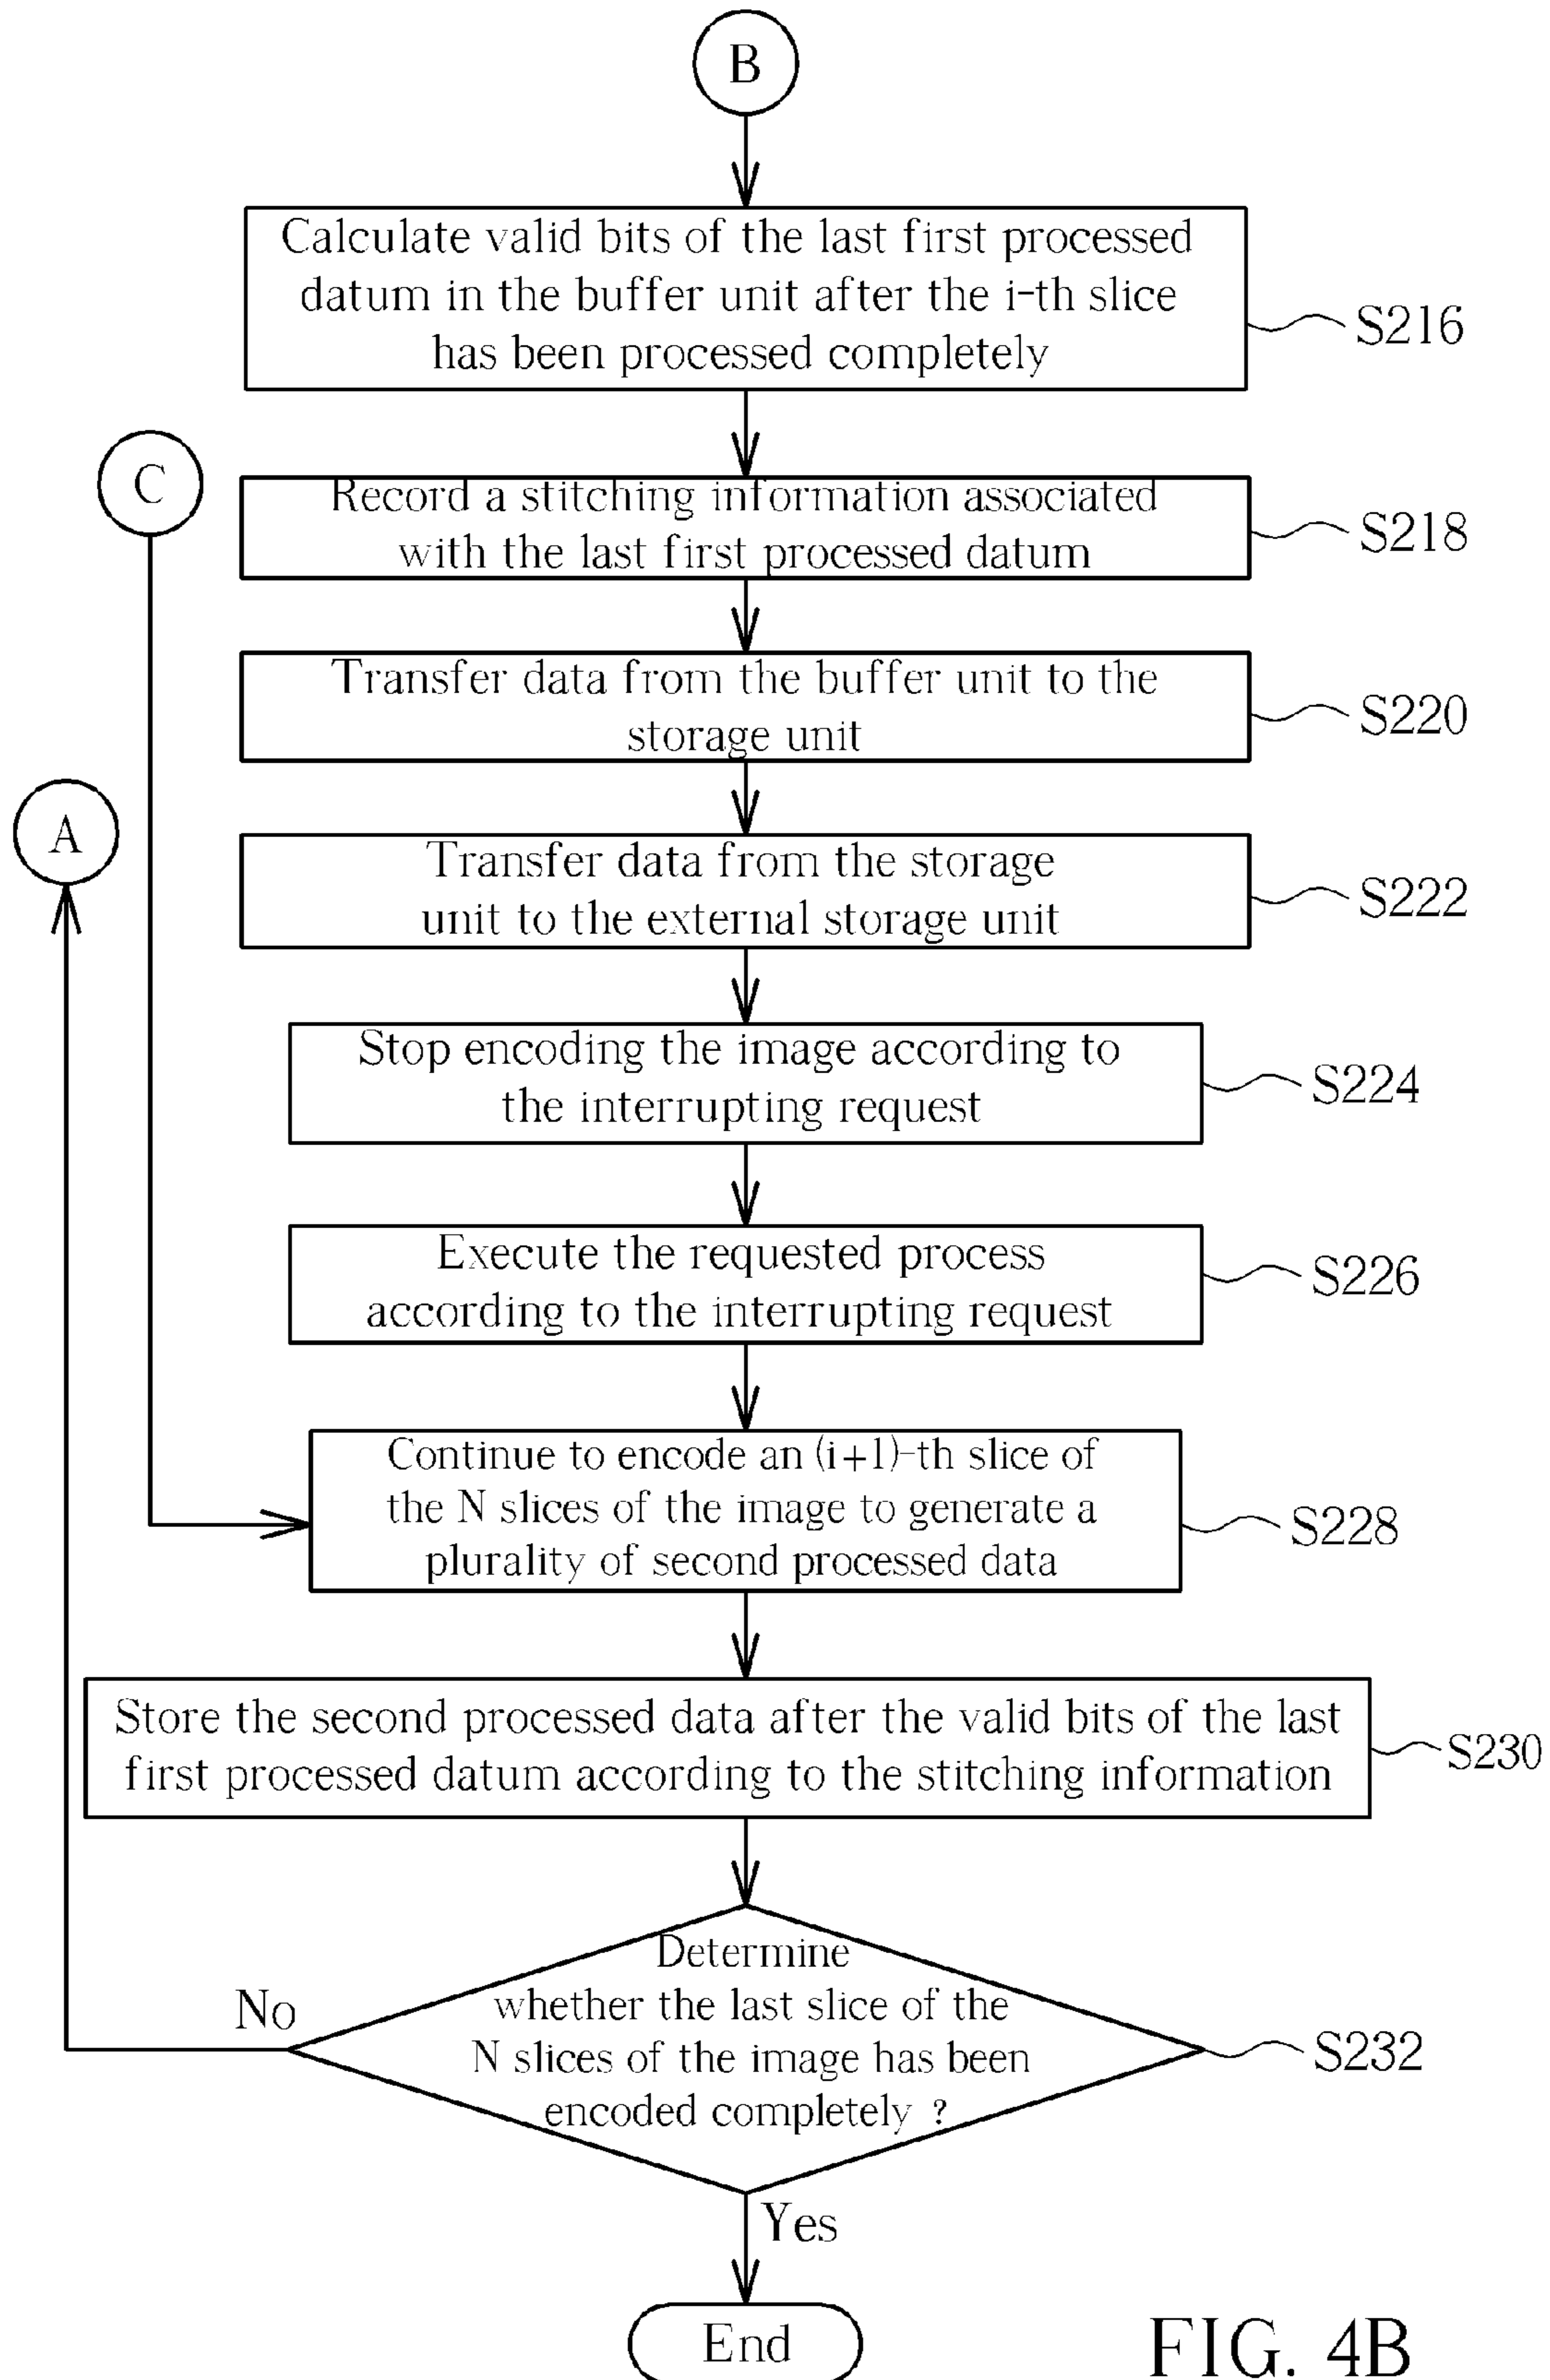 B
Calculate valid bits of the last first processed
datum in the buffer unit after the i-th slice
has been processed completely
S216
C
Record a stitching information associated
with the last first processed datum
S218
Transfer data from the buffer unit to the
storage unit
S220
A
Transfer data from the storage
unit to the external storage unit
S222
Stop encoding the image according to
the interrupting request
S224
Execute the requested process
according to the interrupting request
S226
Continue to encode an (i+1)-th slice of
the N slices of the image to generate a
plurality of second processed data
S228
Store the second processed data after the valid bits of the last
first processed datum according to the stitching information
S230
Determine
whether the last slice of the
N slices of the image has been
encoded completely ?
S232
No
Yes
End
FIG. 4B